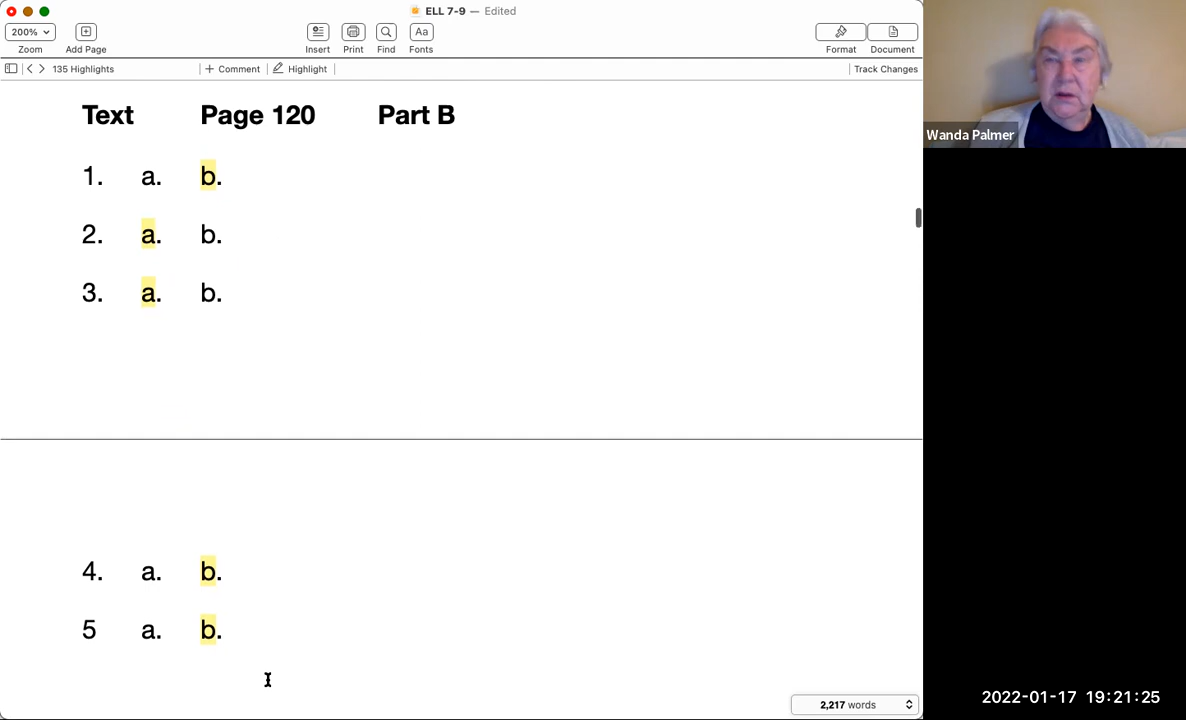 ELL 7-9 — Edited
200%
Zoom
Add Page
Insert
Print
Find
Aa
Fonts
Format
Document
135 Highlights
+ Comment
Highlight
Track Changes
Text Page 120 Part B
1. a. b.
2. a. b.
3. a. b.
4. a. b.
5 a. b.
2,217 words
Wanda Palmer
2022-01-17 19:21:25